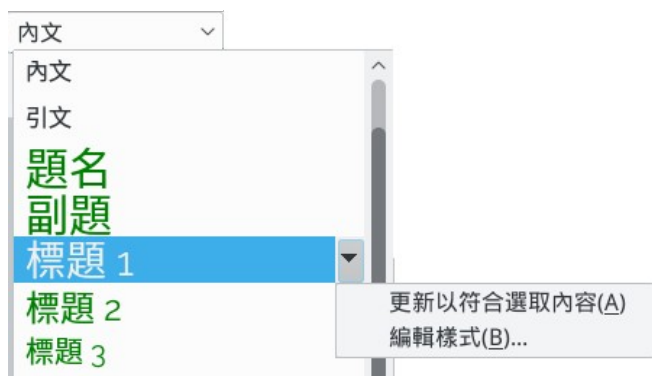 內文
內文
引文
題名
副題
標題 1
更新以符合選取內容(A)
標題 2
編輯樣式(B)...
標題 3